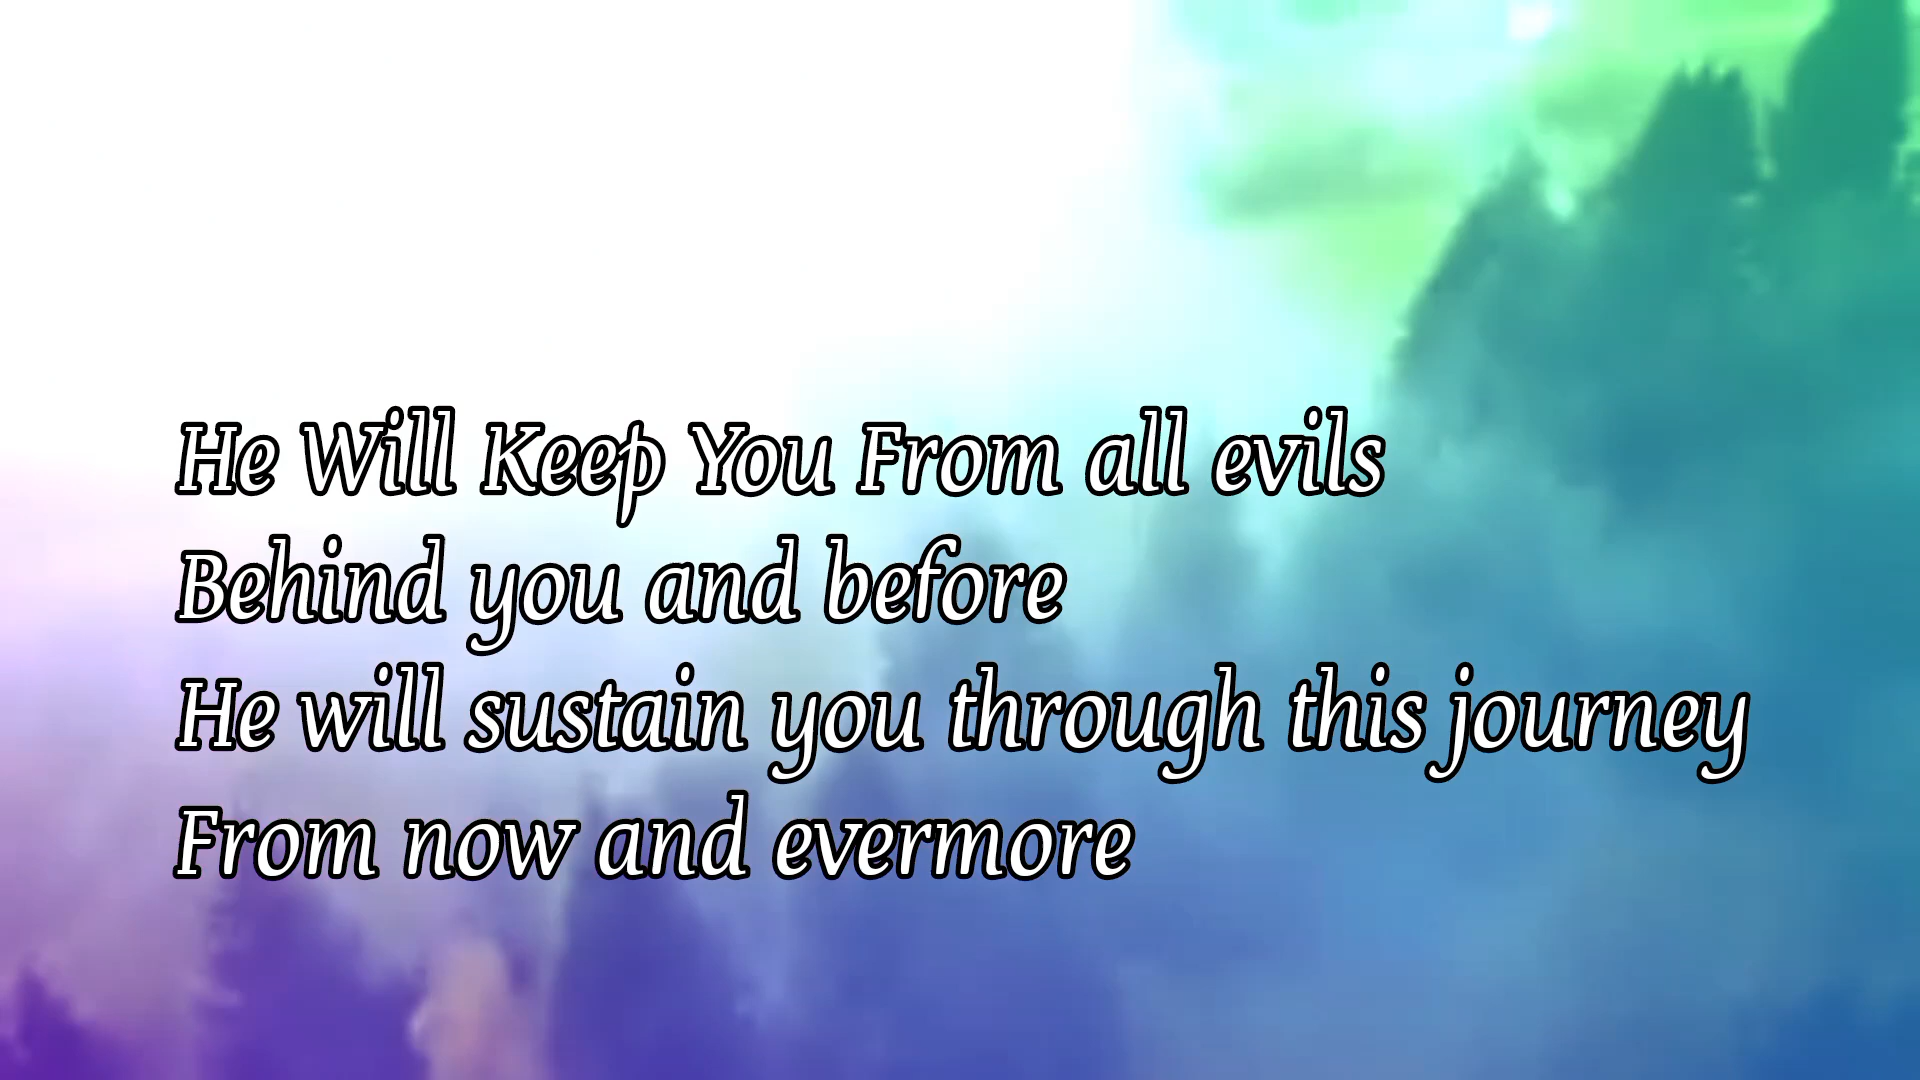 He Will Keep You From all evils
Behind you and before
He will sustain you through this journey
From now and evermore